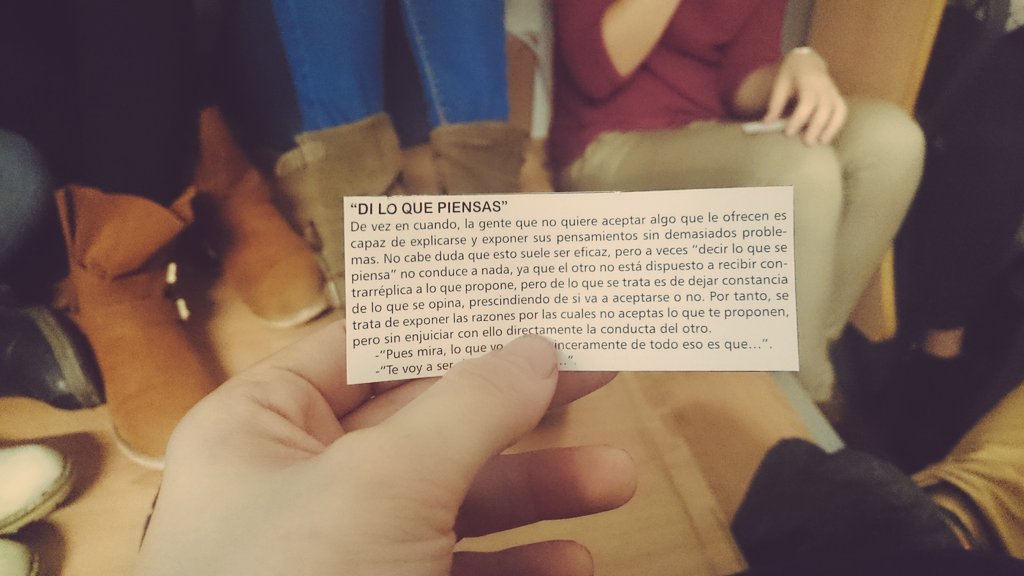 “DI LO QUE PIENSAS”
De vez en cuando, la gente que no quiere aceptar algo que le ofrecen es
capaz de explicarse y exponer sus pensamientos sin demasiados proble-
mas. No cabe duda que esto suele ser eficaz, pero a veces “decir lo que se
piensa” no conduce a nada, ya que el otro no está dispuesto a recibir con-
trarréplica a lo que propone, pero de lo que se trata es de dejar constancia
de lo que se opina, prescindiendo de si va a aceptarse o no. Por tanto, se
trata de exponer las razones por las cuales no aceptas lo que te proponen,
pero sin enjuiciar con ello directamente la conducta del otro.
-“Pues mira, lo que de todo eso es que...”.
-“Te voy a ser ...”